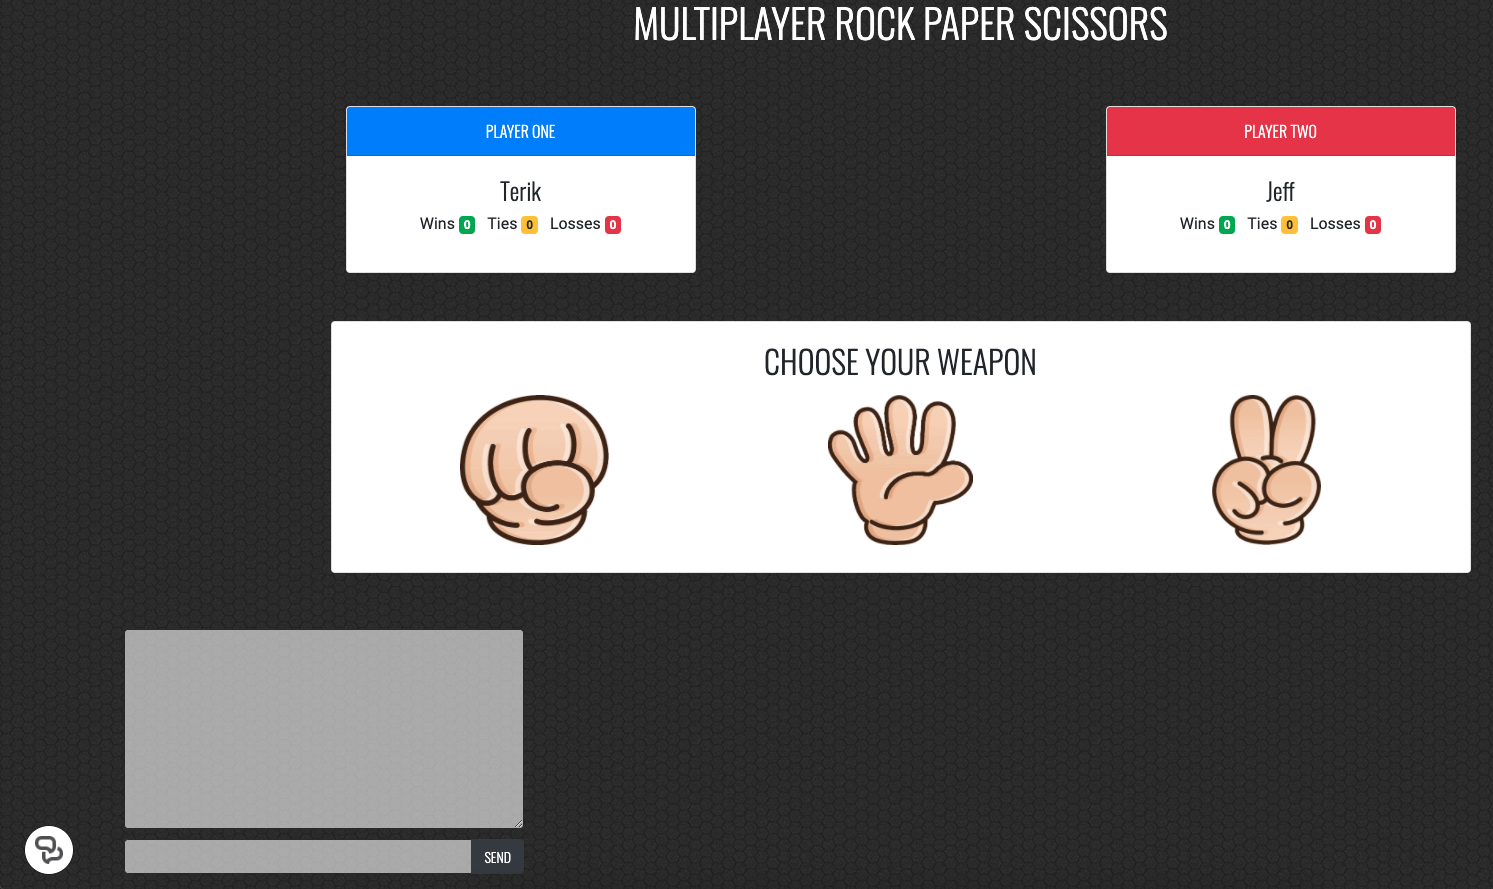 MULTIPLAYER ROCK PAPER SCISSORS
PLAYER ONE
Terik
Wins 0 Ties 0 Losses 0
PLAYER TWO
Jeff
Wins 0 Ties 0 Losses 0
CHOOSE YOUR WEAPON
SEND